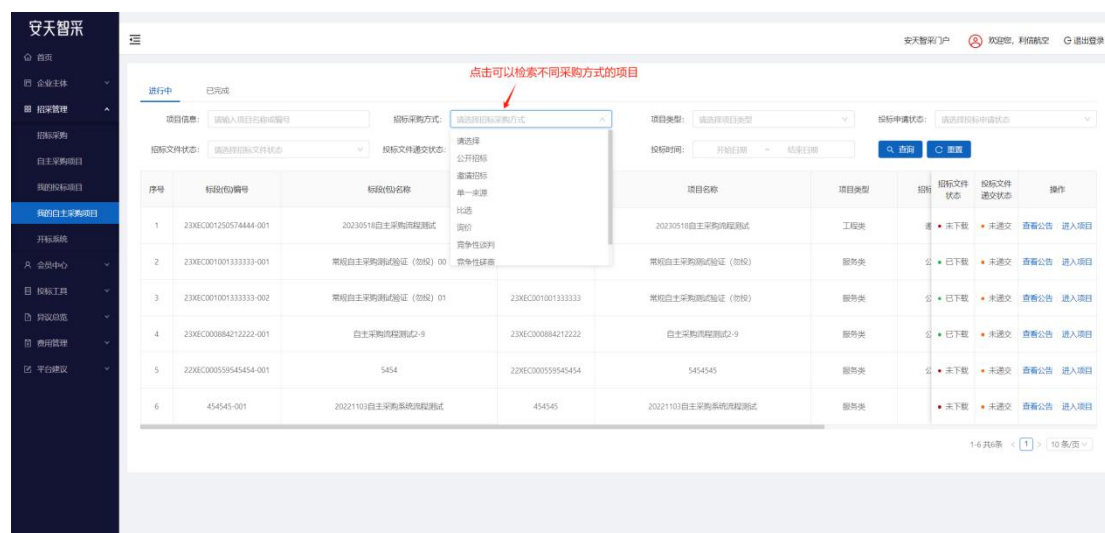 安天智采
安天智采门户 欢迎您，利信航空 退出登录
首页
企业主体
招采管理
招标采购
自主采购项目
我的投标项目
我的自主采购项目
开标系统
会员中心
投标工具
异议总览
费用管理
平台建议
点击可以检索不同采购方式的项目
进行中 已完成
项目信息： 请输入项目名称或编号 招标采购方式： 请选择招标采购方式 项目类型： 请选择项目类型 投标申请状态： 请选择投标申请状态
招标文件状态： 请选择招标文件状态 投标文件递交状态： 投标时间： 开始日期 ~ 结束日期 查询 重置
请选择
公开招标
邀请招标
单一来源
比选
询价
竞争性谈判
竞争性磋商
序号 标段(包)编号 标段(包)名称 项目名称 项目类型 招标 招标文件状态 投标文件递交状态 操作
1 23XEC001250574444-001 20230518自主采购流程测试 20230518自主采购流程测试 工程类 邀 未下载 未递交 查看公告 进入项目
2 23XEC001001333333-001 常规自主采购测试验证（勿投）00 常规自主采购测试验证（勿投） 服务类 公 已下载 未递交 查看公告 进入项目
3 23XEC001001333333-002 常规自主采购测试验证（勿投）01 23XEC001001333333 常规自主采购测试验证（勿投） 服务类 公 已下载 未递交 查看公告 进入项目
4 23XEC000884212222-001 自主采购流程测试2-9 23XEC000884212222 自主采购流程测试2-9 服务类 公 已下载 未递交 查看公告 进入项目
5 22XEC000559545454-001 5454 22XEC000559545454 5454545 服务类 公 未下载 未递交 查看公告 进入项目
6 454545-001 20221103自主采购系统流程测试 454545 20221103自主采购系统流程测试 服务类 未下载 未递交 查看公告 进入项目
1-6 共6条 < 1 > 10 条/页